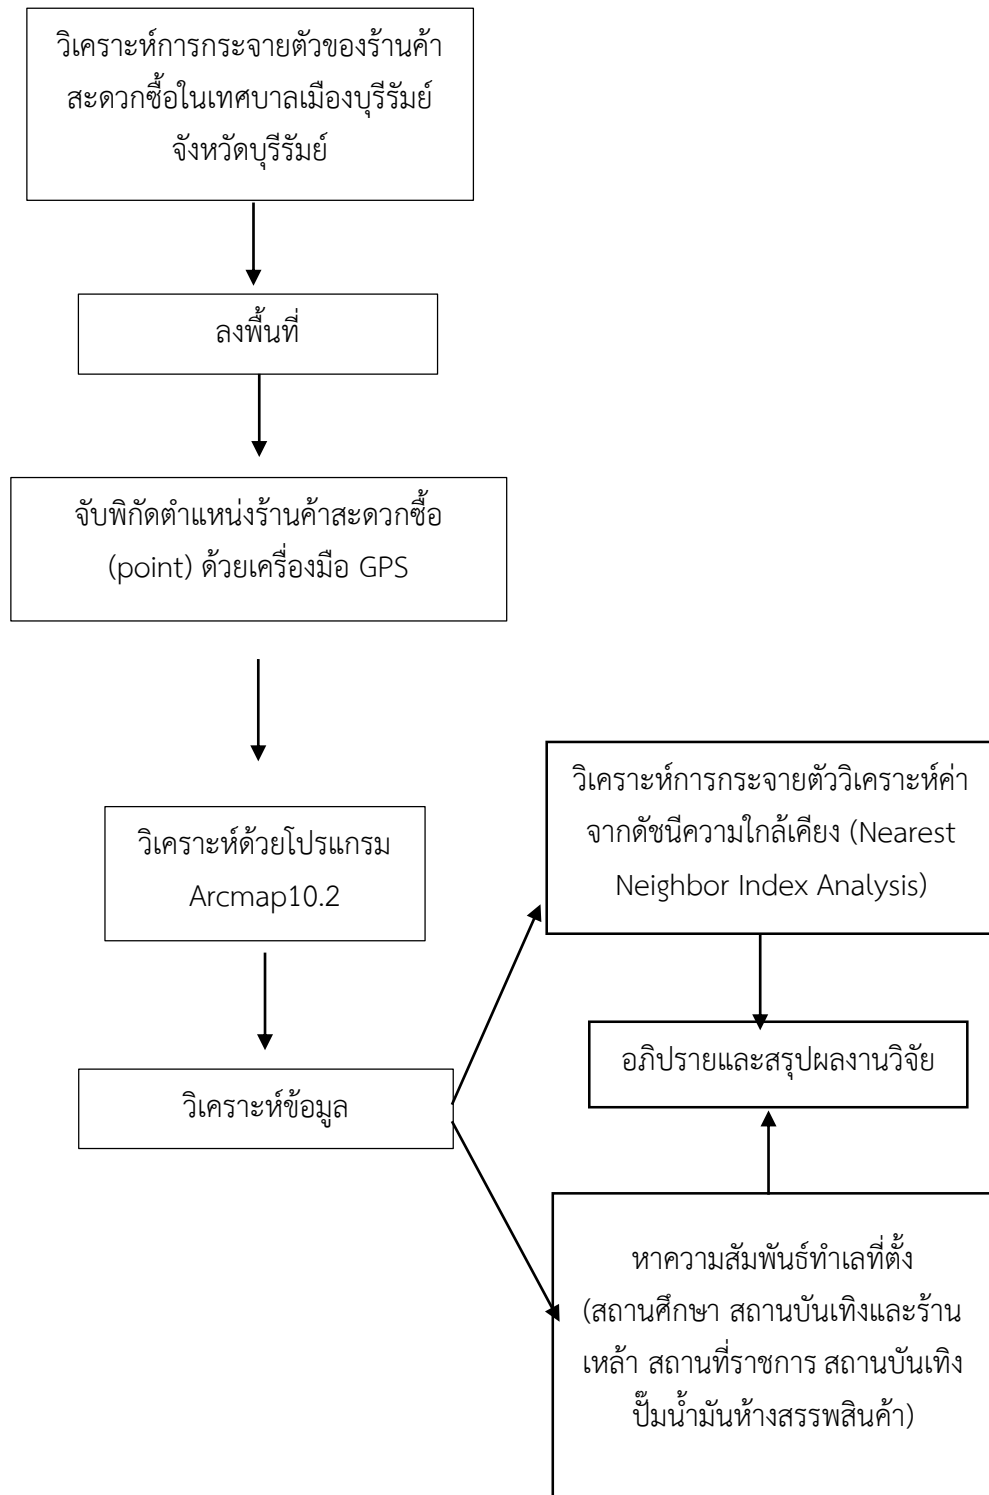 วิเคราะห์การกระจายตัวของร้านค้า
สะดวกซื้อในเทศบาลเมืองบุรีรัมย์
จังหวัดบุรีรัมย์
ลงพื้นที่
จับพิกัดตำแหน่งร้านค้าสะดวกซื้อ
(point) ด้วยเครื่องมือ GPS
วิเคราะห์ด้วยโปรแกรม
Arcmap10.2
วิเคราะห์ข้อมูล
วิเคราะห์การกระจายตัววิเคราะห์ค่า
จากดัชนีความใกล้เคียง (Nearest
Neighbor Index Analysis)
อภิปรายและสรุปผลงานวิจัย
หาความสัมพันธ์ทำเลที่ตั้ง
(สถานศึกษา สถานบันเทิงและร้าน
เหล้า สถานที่ราชการ สถานบันเทิง
ปั๊มน้ำมันห้างสรรพสินค้า)